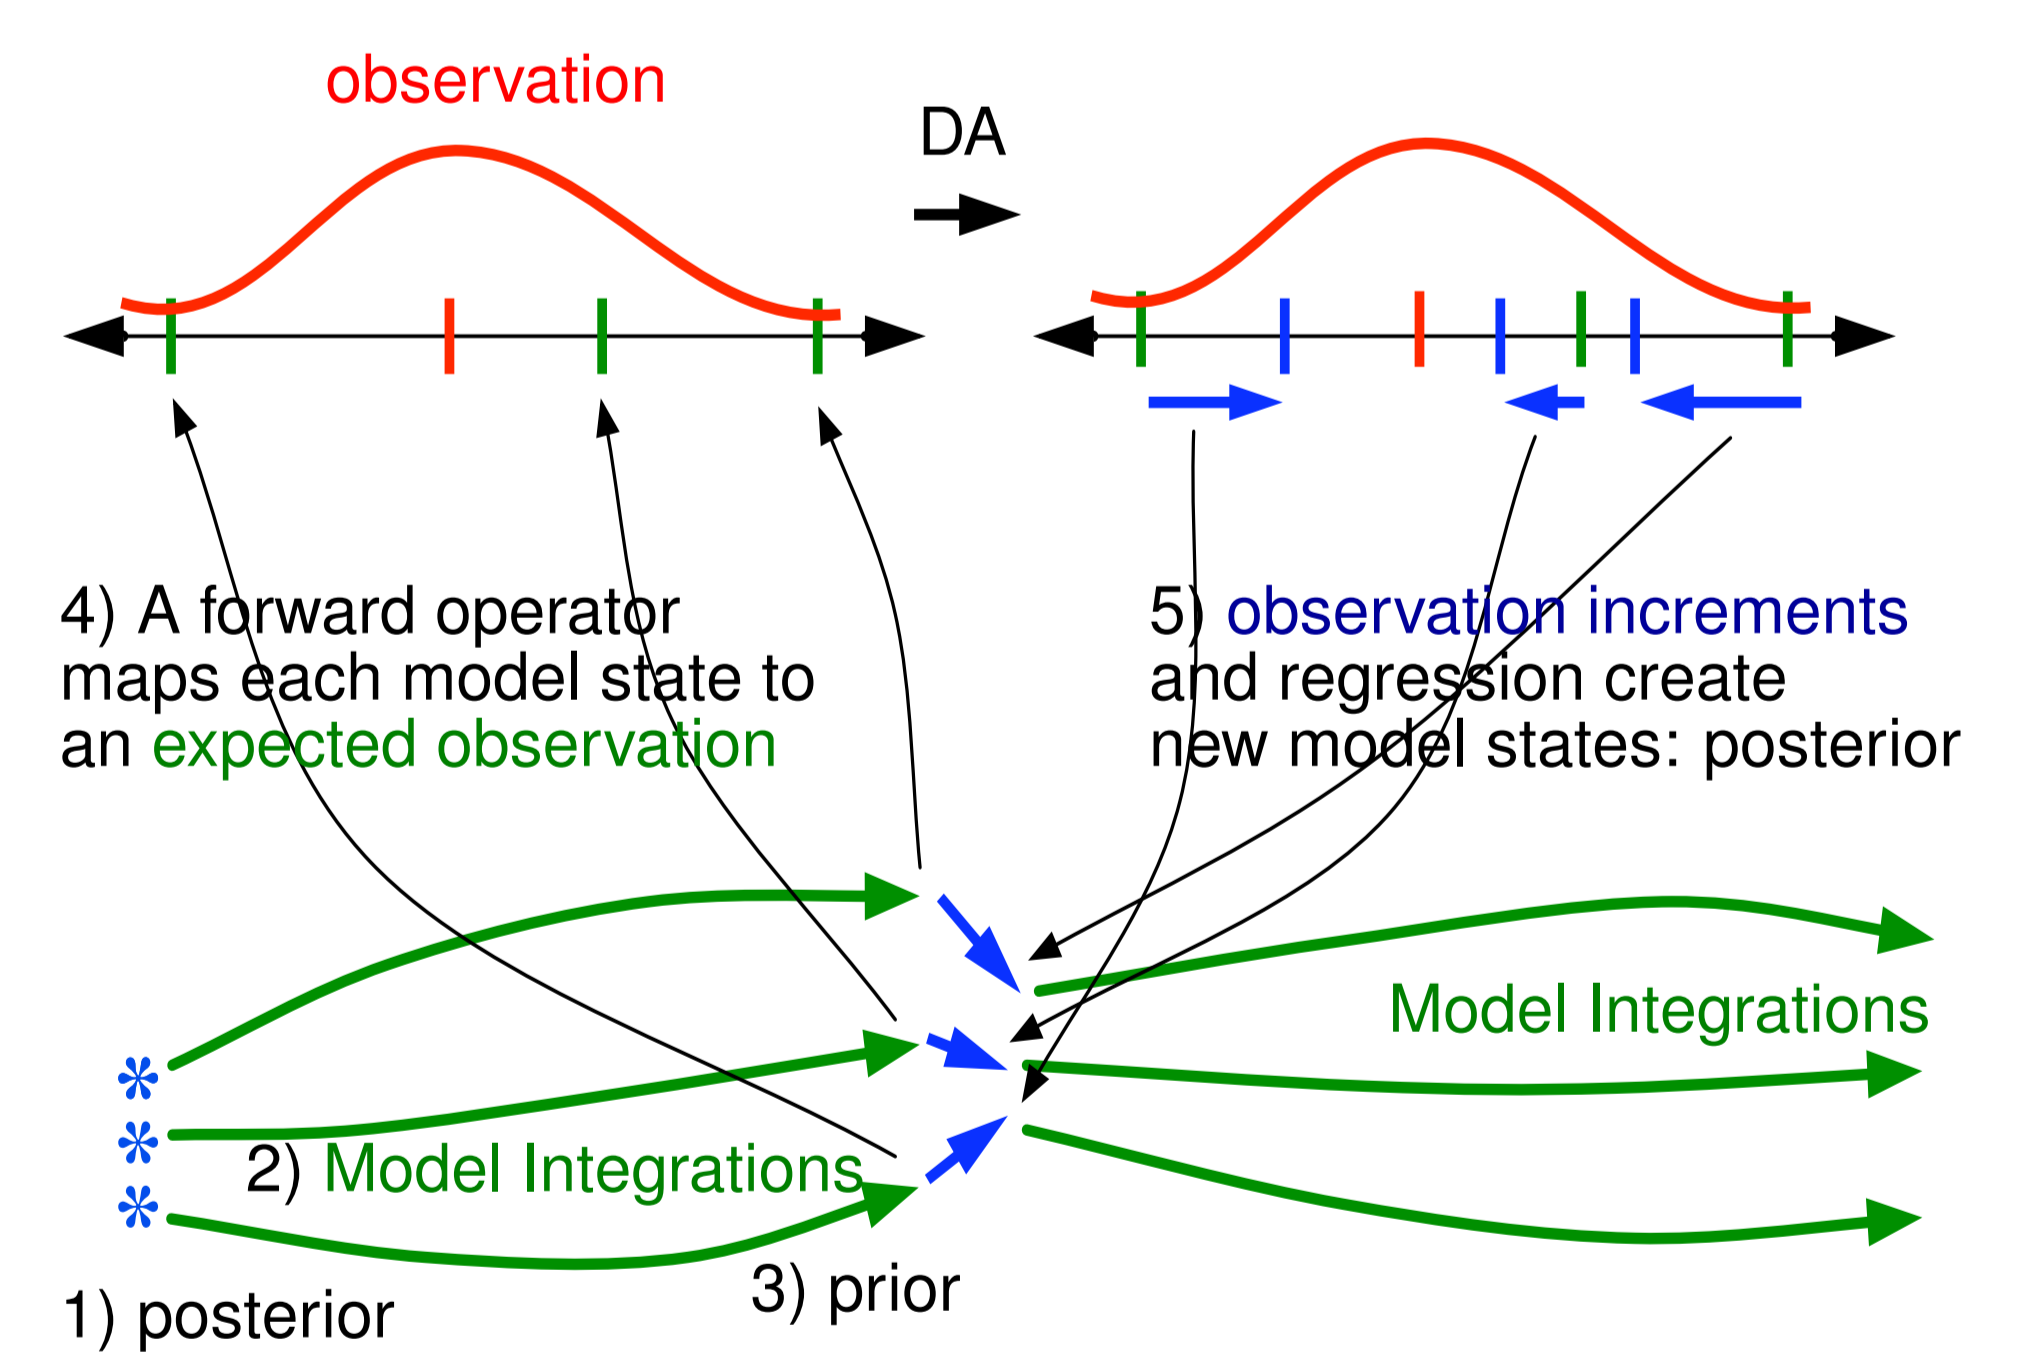 observation
DA
4) A forward operator
maps each model state to
an expected observation
5) observation increments
and regression create
new model states: posterior
Model Integrations
*
*
*
2) Model Integrations
3) prior
1) posterior